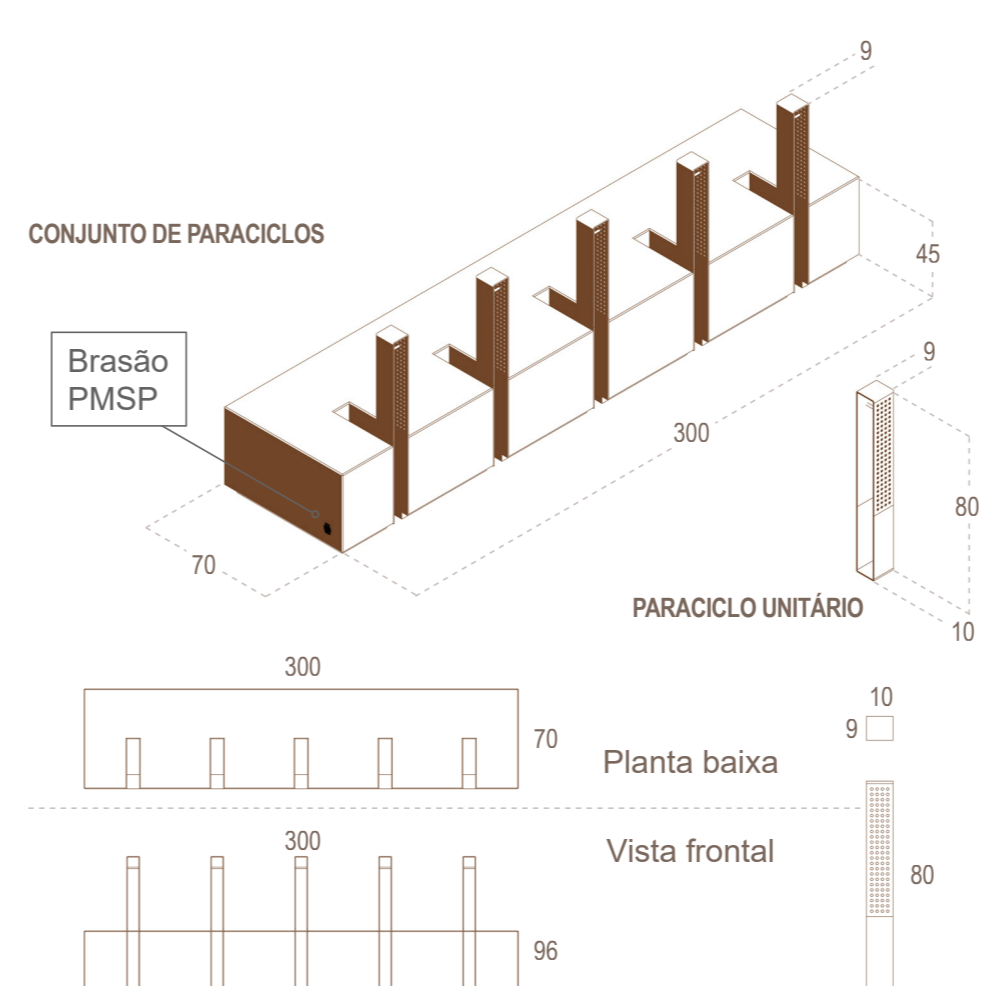 9
CONJUNTO DE PARACICLOS
45
Brasão
PMSP
9
300
80
70
PARACICLO UNITÁRIO
10
300
10
9
70
Planta baixa
300
Vista frontal
80
96